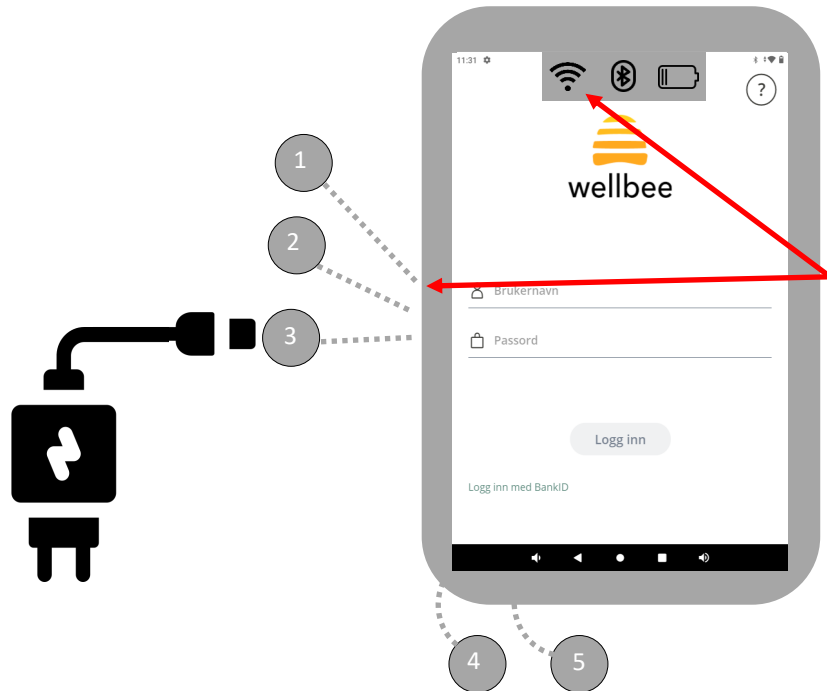 11:31
?
1
wellbee
2
Brukernavn
3
Passord
Logg inn
Logg inn med BankID
4
5